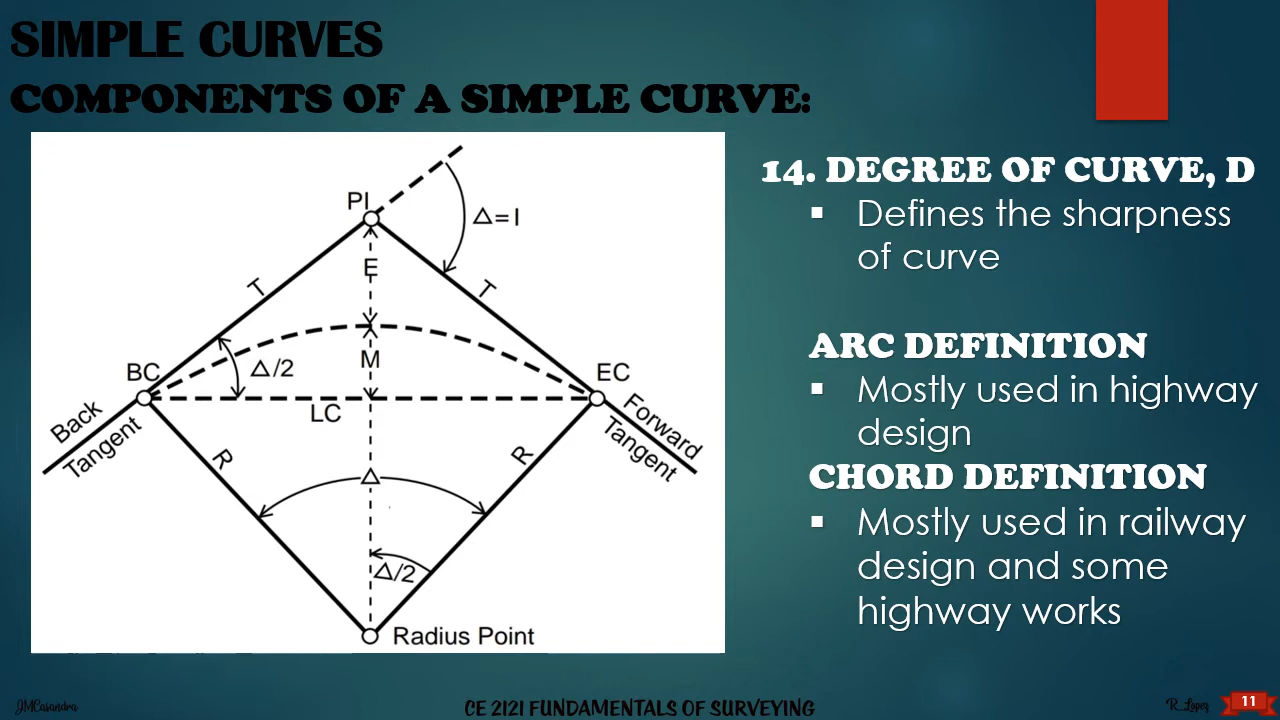 SIMPLE CURVES
COMPONENTS OF A SIMPLE CURVE:
PI
△=I
E
T
T
BC
△/2
M
EC
LC
Back
Tangent
Forward
Tangent
R
R
△
△/2
Radius Point
14. DEGREE OF CURVE, D
▪ Defines the sharpness
of curve
ARC DEFINITION
▪ Mostly used in highway
design
CHORD DEFINITION
▪ Mostly used in railway
design and some
highway works
JMCasandra
CE 2121 FUNDAMENTALS OF SURVEYING
R_Lopez
11